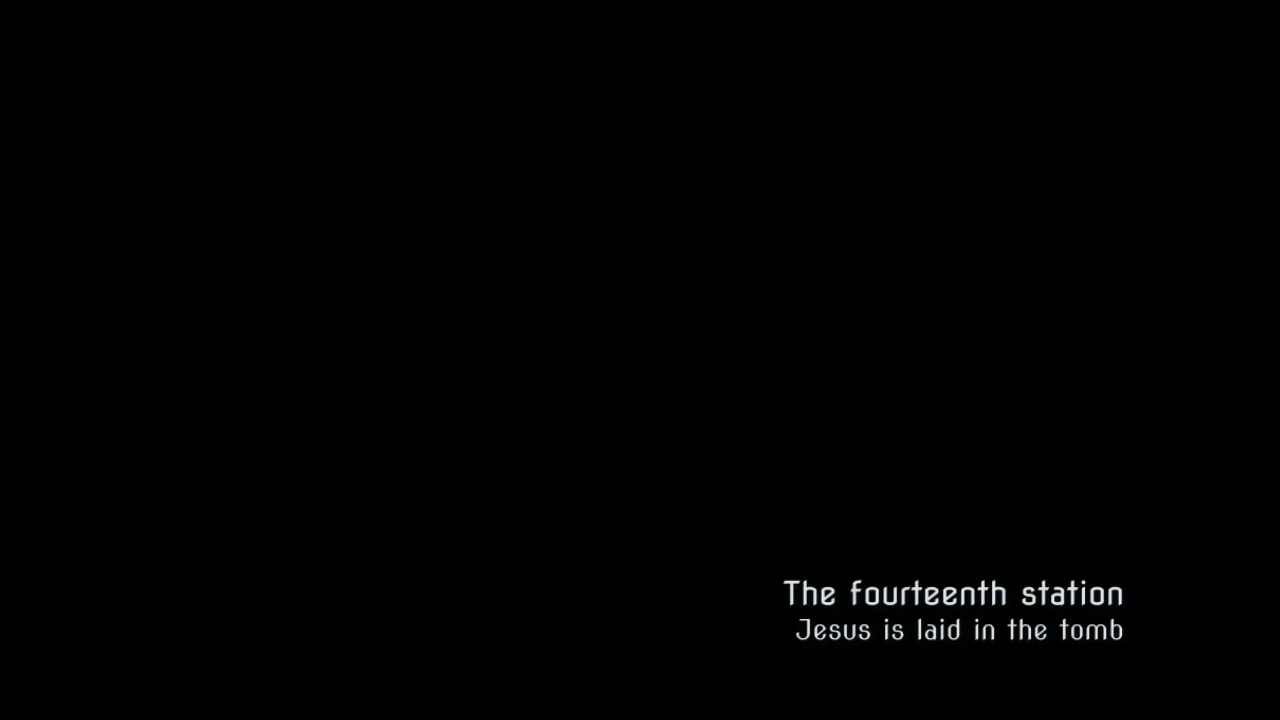 The fourteenth station
Jesus is laid in the tomb